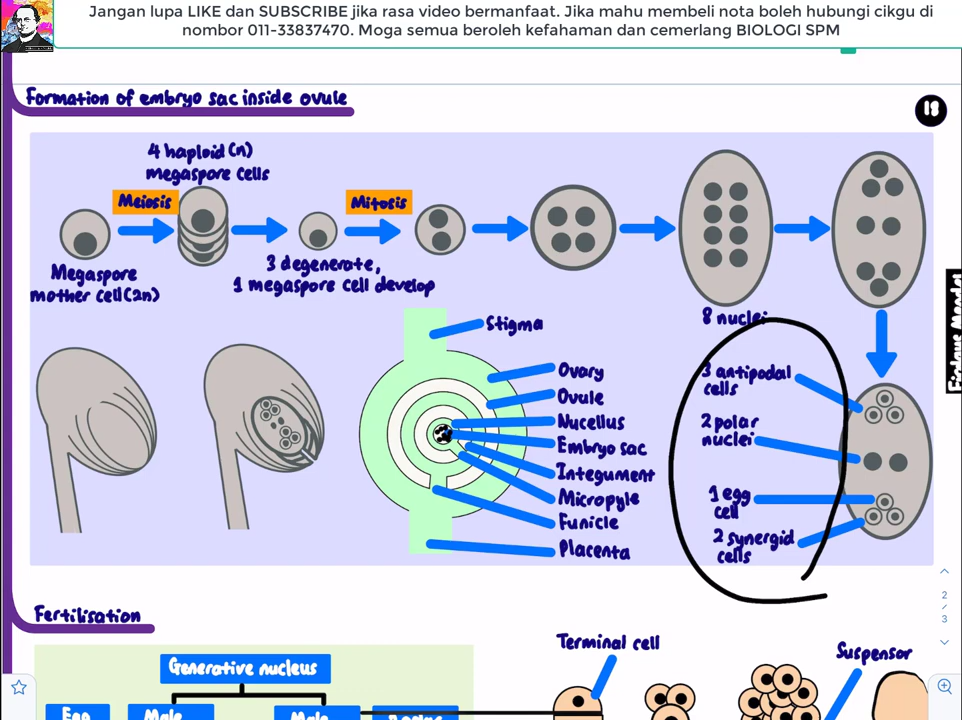 Jangan lupa LIKE dan SUBSCRIBE jika rasa video bermanfaat. Jika mahu membeli nota boleh hubungi cikgu di
nombor 011-33837470. Moga semua beroleh kefahaman dan cemerlang BIOLOGI SPM
Formation of embryo sac inside ovule
18
4 haploid (n)
megaspore cells
Meiosis
Mitosis
Megaspore
mother cell (2n)
3 degenerate,
1 megaspore cell develop
8 nuclei
Stigma
Ovary
Ovule
Nucellus
Embryo sac
Integument
Micropyle
Funicle
Placenta
3 antipodal
cells
2 polar
nuclei
1 egg
cell
2 synergid
cells
2
/
3
Fertilisation
Generative nucleus
Egg
Male
Male
Terminal cell
Suspensor